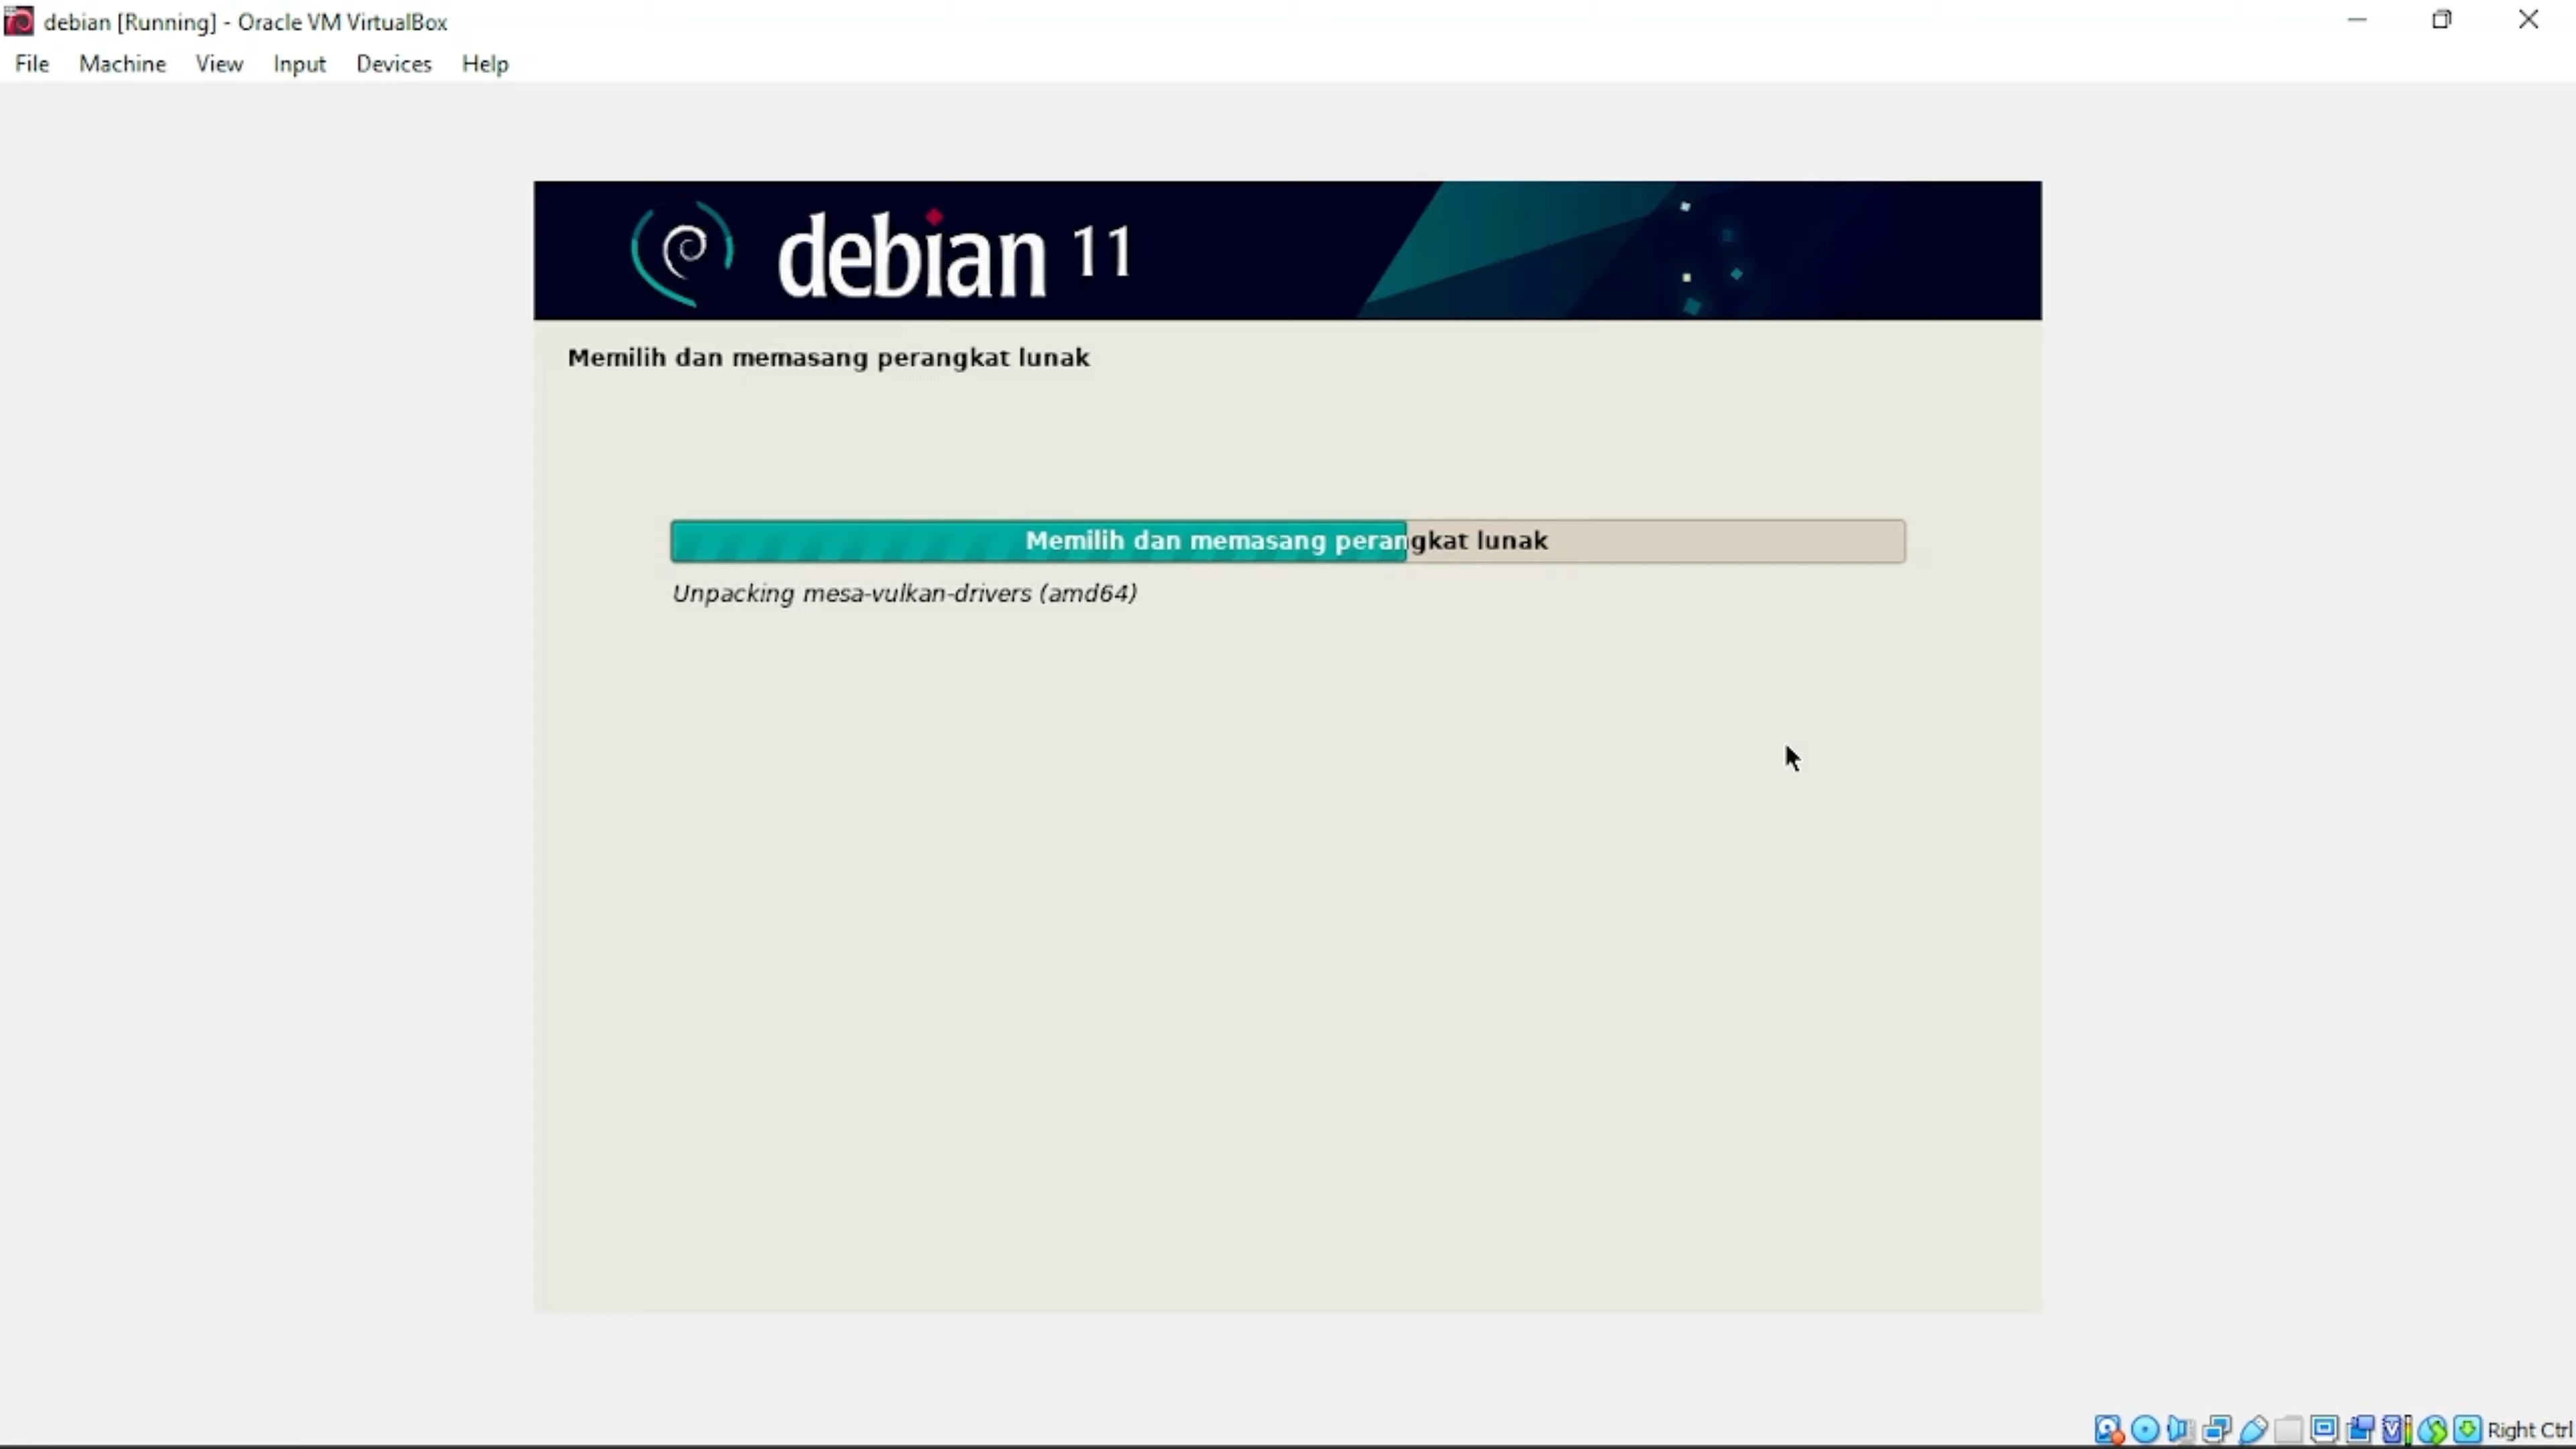 debian [Running] - Oracle VM VirtualBox
File Machine View Input Devices Help
debian 11
Memilih dan memasang perangkat lunak
Memilih dan memasang perangkat lunak
Unpacking mesa-vulkan-drivers (amd64)
Right Ctrl